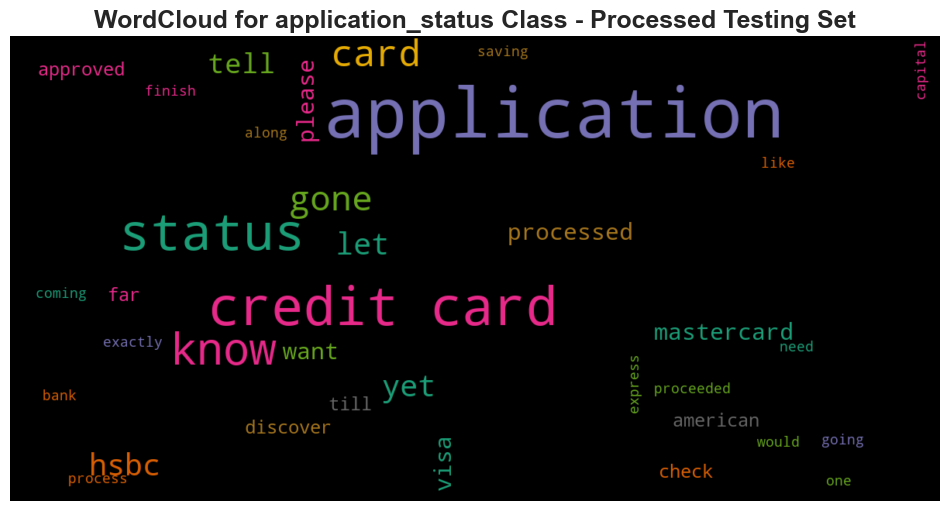 WordCloud for application_status Class - Processed Testing Set
card
saving
capital
tell
approved
please
finish
application
along
like
gone
status
let
processed
coming
far
credit card
exactly
know
want
mastercard
need
yet
express
proceeded
bank
till
discover
american
would
going
visa
hsbc
process
check
one